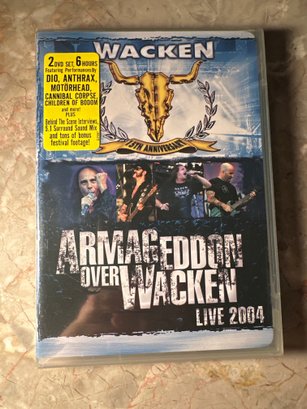 WACKEN
2 DVD SET, 6 HOURS
Featuring Performances By
DIO, ANTHRAX,
MOTÖRHEAD,
CANNIBAL CORPSE,
CHILDREN OF BODOM
and more!
PLUS
Behind The Scene Interviews,
5.1 Surround Sound Mix
and tons of bonus
festival footage!
15TH ANNIVERSARY
ARMAGEDDON
OVER WACKEN
LIVE 2004